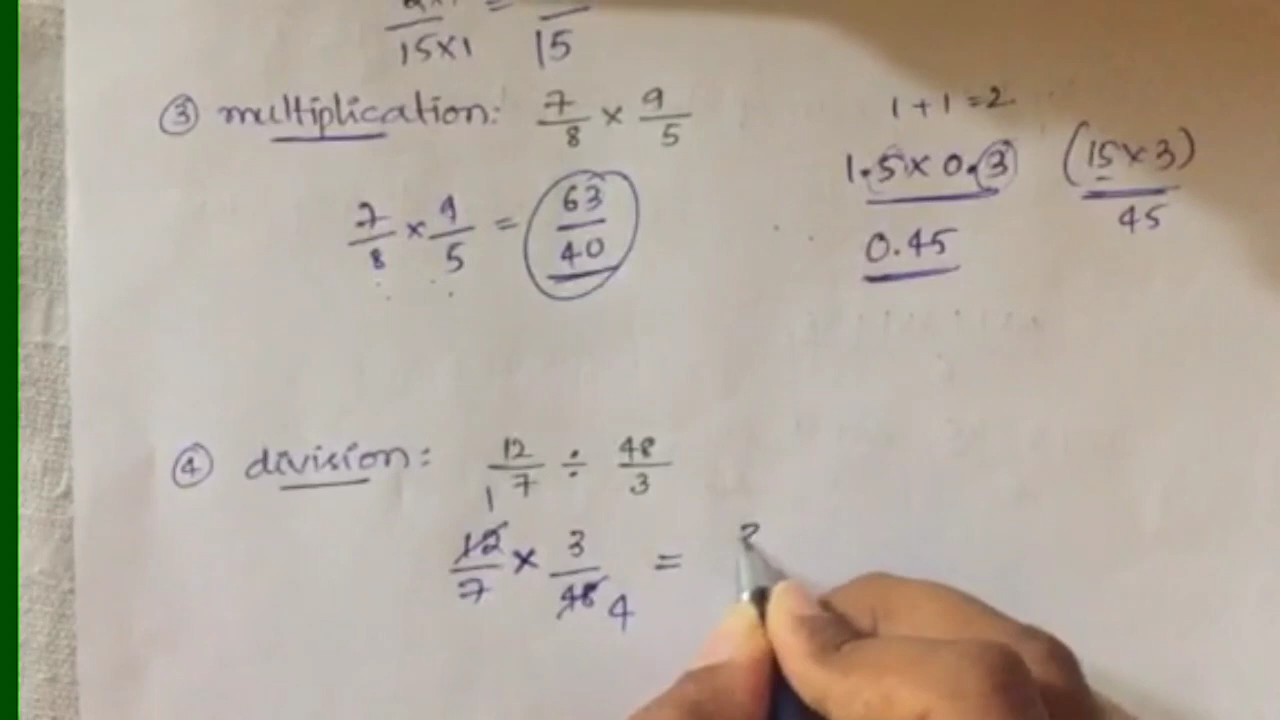 15×1 = 15
③ multiplication: 7/8 × 9/5
7/8 × 9/5 = 63/40
1+1=2
1.5×0.3 (15×3)
0.45 45
④ division: 12/7 ÷ 48/3
1
12/7 × 3/48 4 =